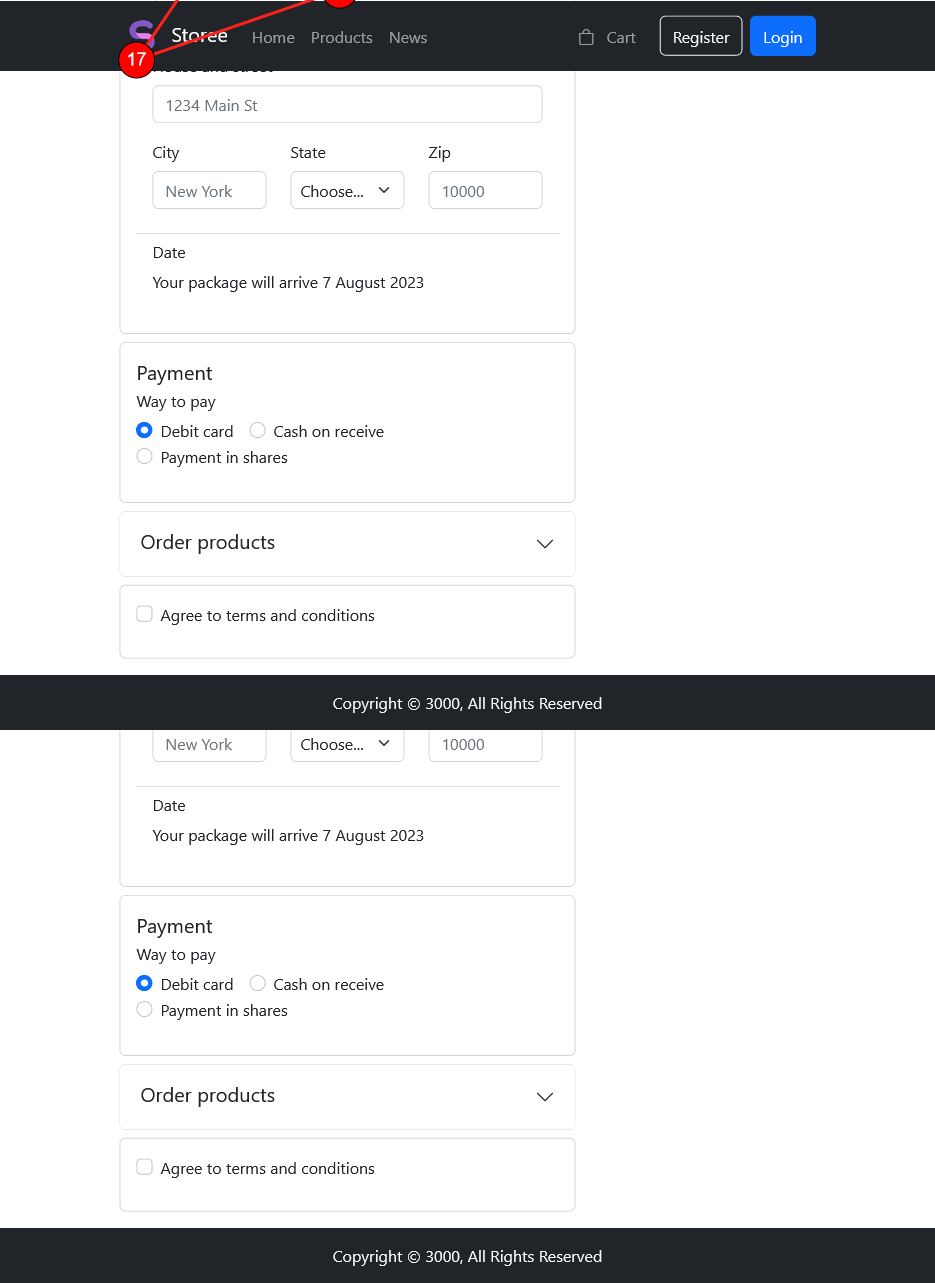 17
Storee Home Products News Cart Register Login
House and street
1234 Main St
City State Zip
New York Choose... 10000
Date
Your package will arrive 7 August 2023
Payment
Way to pay
Debit card Cash on receive
Payment in shares
Order products
Agree to terms and conditions
Copyright © 3000, All Rights Reserved
New York Choose... 10000
Date
Your package will arrive 7 August 2023
Payment
Way to pay
Debit card Cash on receive
Payment in shares
Order products
Agree to terms and conditions
Copyright © 3000, All Rights Reserved